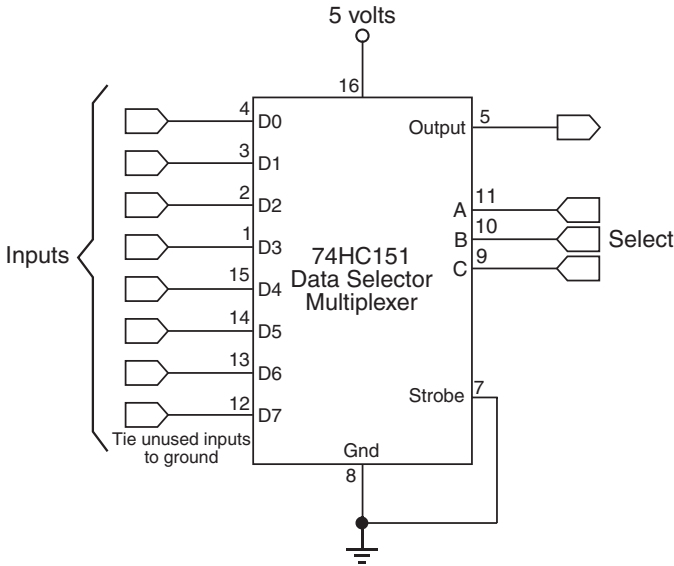 5 volts
16
4 D0
Output 5
3 D1
2 D2
A 11
1 D3
B 10
Select
Inputs
74HC151
Data Selector
Multiplexer
C 9
15 D4
14 D5
13 D6
Strobe 7
12 D7
Tie unused inputs
to ground
Gnd
8